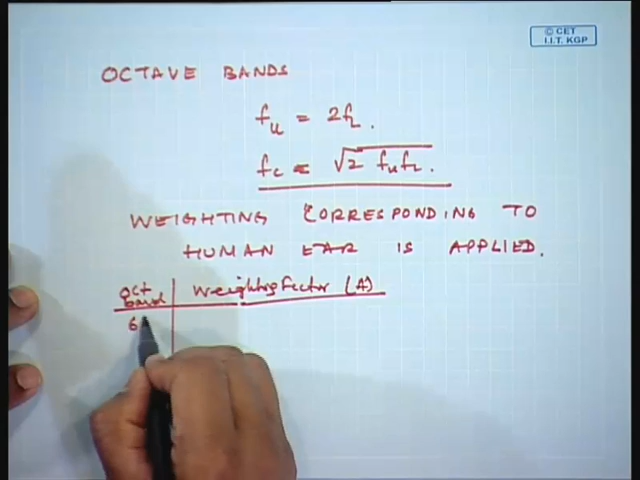 © CET
I.I.T. KGP
OCTAVE BANDS
fu = 2fL.
fc = √2 fufL.
WEIGHTING CORRESPONDING TO
HUMAN EAR IS APPLIED.
Oct band | Weighting Factor (A)
6